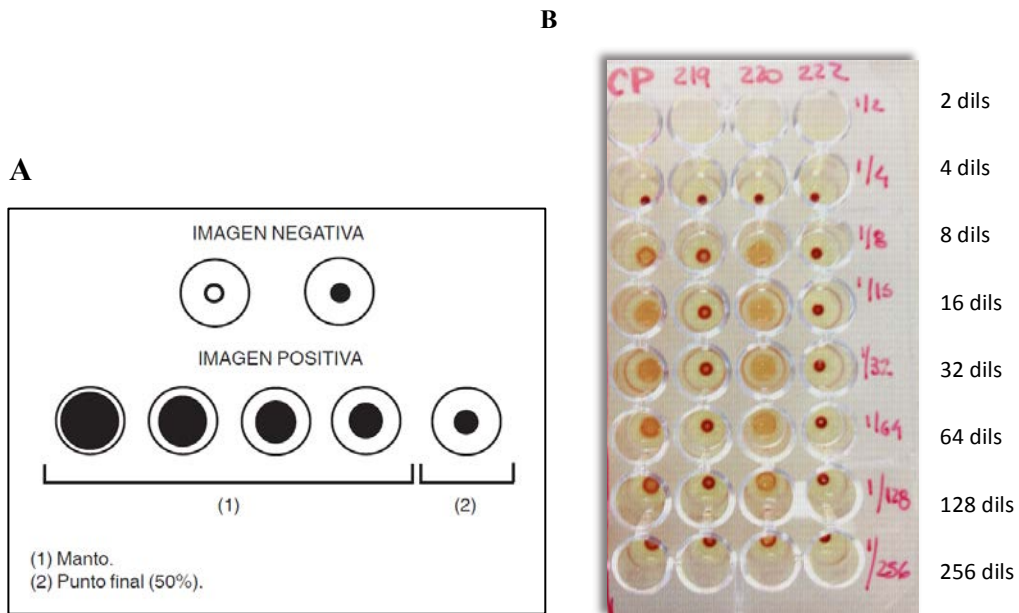 B
A
IMAGEN NEGATIVA
IMAGEN POSITIVA
(1)
(2)
(1) Manto.
(2) Punto final (50%).
CP 219 220 222
1/2
1/4
1/8
1/16
1/32
1/64
1/128
1/256
2 dils
4 dils
8 dils
16 dils
32 dils
64 dils
128 dils
256 dils